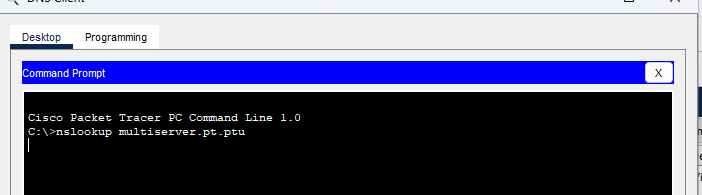 DNS Client
Desktop Programming
Command Prompt X
Cisco Packet Tracer PC Command Line 1.0
C:\>nslookup multiserver.pt.ptu